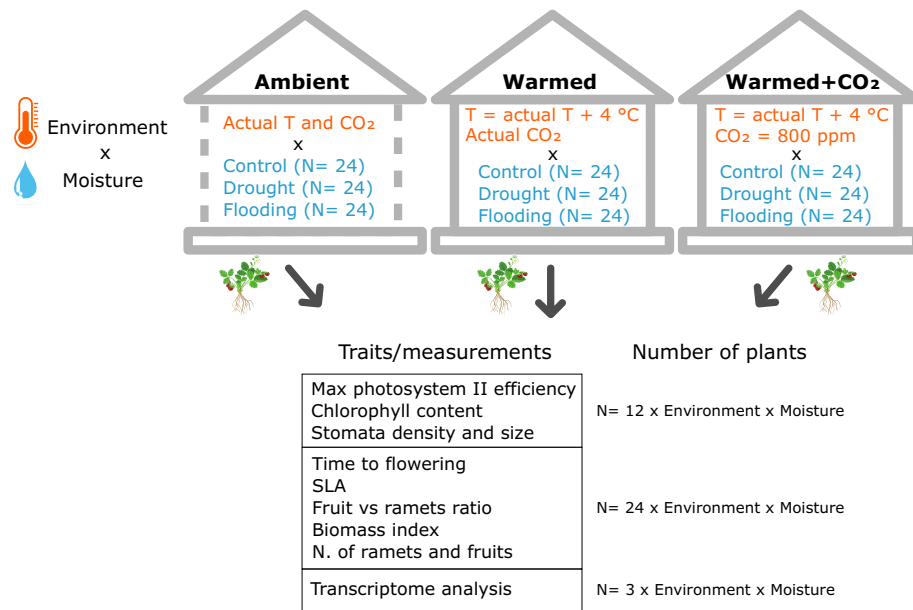 Environment
x
Moisture
Ambient
Actual T and CO₂
x
Control (N= 24)
Drought (N= 24)
Flooding (N= 24)
Warmed
T = actual T + 4 °C
Actual CO₂
x
Control (N= 24)
Drought (N= 24)
Flooding (N= 24)
Warmed+CO₂
T = actual T + 4 °C
CO₂ = 800 ppm
x
Control (N= 24)
Drought (N= 24)
Flooding (N= 24)
Traits/measurements
Number of plants
Max photosystem II efficiency
Chlorophyll content
Stomata density and size
N= 12 x Environment x Moisture
Time to flowering
SLA
Fruit vs ramets ratio
Biomass index
N. of ramets and fruits
N= 24 x Environment x Moisture
Transcriptome analysis
N= 3 x Environment x Moisture